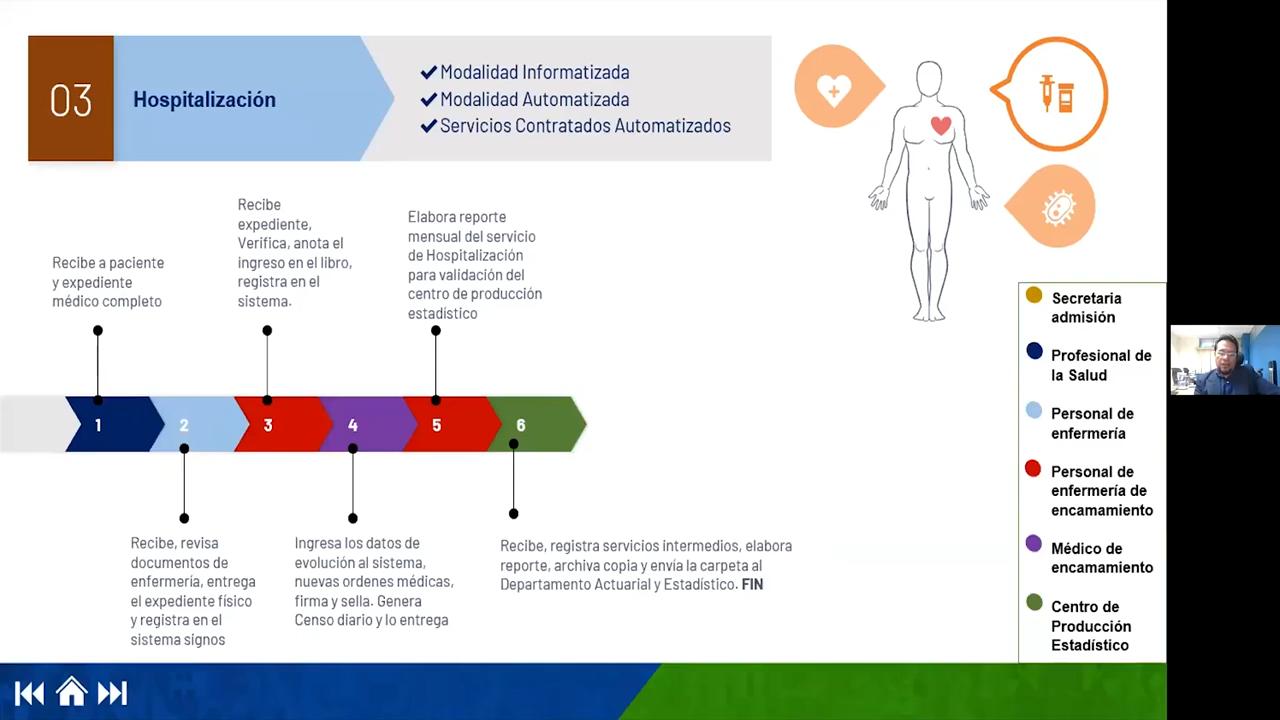 03
Hospitalización
✔Modalidad Informatizada
✔Modalidad Automatizada
✔Servicios Contratados Automatizados
Recibe a paciente
y expediente
médico completo
Recibe
expediente,
Verifica, anota el
ingreso en el libro,
registra en el
sistema.
Elabora reporte
mensual del servicio
de Hospitalización
para validación del
centro de producción
estadístico
1
2
3
4
5
6
Recibe, revisa
documentos de
enfermería, entrega
el expediente físico
y registra en el
sistema signos
Ingresa los datos de
evolución al sistema,
nuevas ordenes médicas,
firma y sella. Genera
Censo diario y lo entrega
Recibe, registra servicios intermedios, elabora
reporte, archiva copia y envía la carpeta al
Departamento Actuarial y Estadístico. FIN
Secretaria
admisión
Profesional de
la Salud
Personal de
enfermería
Personal de
enfermería de
encamamiento
Médico de
encamamiento
Centro de
Producción
Estadístico